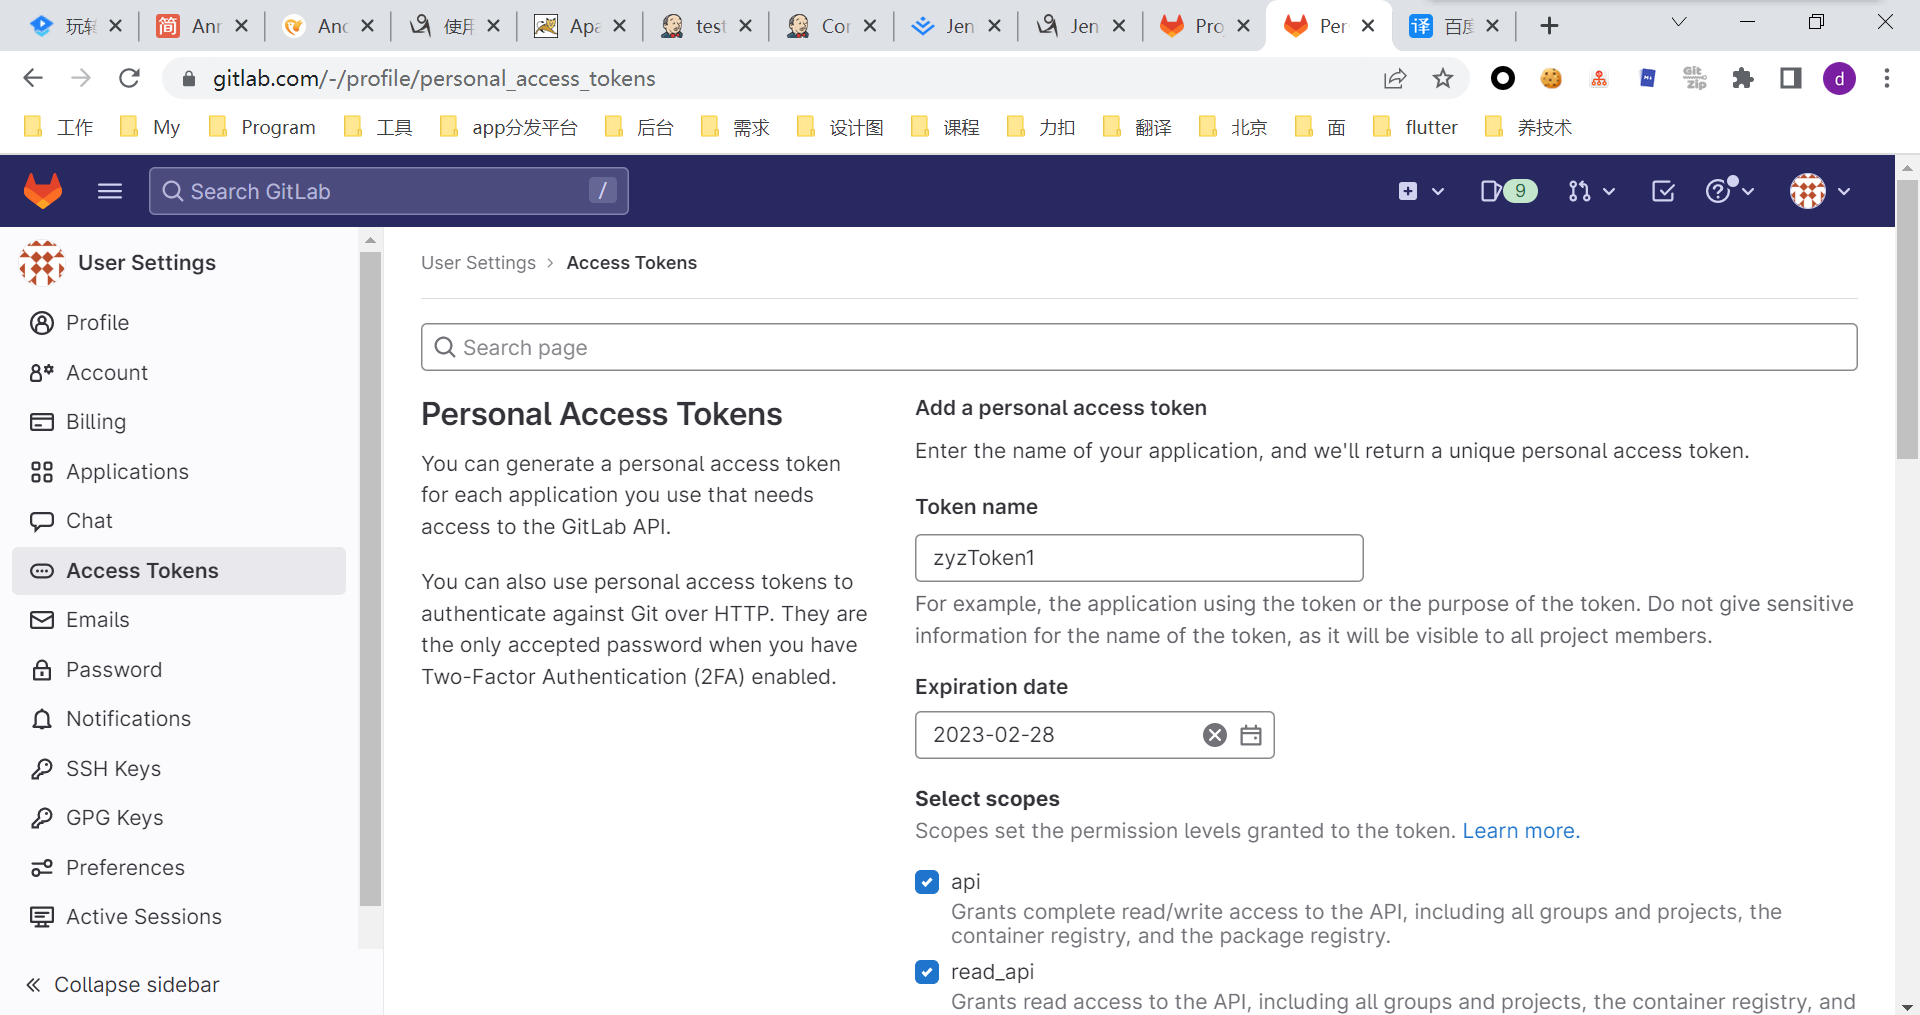 玩转
Anr
Anc
使用
Apa
test
Cor
Jen
Jen
Pro
Per
百度
gitlab.com/-/profile/personal_access_tokens
d
工作
My
Program
工具
app分发平台
后台
需求
设计图
课程
力扣
翻译
北京
面
flutter
养技术
Search GitLab
/
9
User Settings
Profile
Account
Billing
Applications
Chat
Access Tokens
Emails
Password
Notifications
SSH Keys
GPG Keys
Preferences
Active Sessions
Collapse sidebar
User Settings
Access Tokens
Search page
Personal Access Tokens
You can generate a personal access token
for each application you use that needs
access to the GitLab API.
You can also use personal access tokens to
authenticate against Git over HTTP. They are
the only accepted password when you have
Two-Factor Authentication (2FA) enabled.
Add a personal access token
Enter the name of your application, and we'll return a unique personal access token.
Token name
zyzToken1
For example, the application using the token or the purpose of the token. Do not give sensitive
information for the name of the token, as it will be visible to all project members.
Expiration date
2023-02-28
Select scopes
Scopes set the permission levels granted to the token. Learn more.
api
Grants complete read/write access to the API, including all groups and projects, the
container registry, and the package registry.
read_api
Grants read access to the API, including all groups and projects, the container registry, and